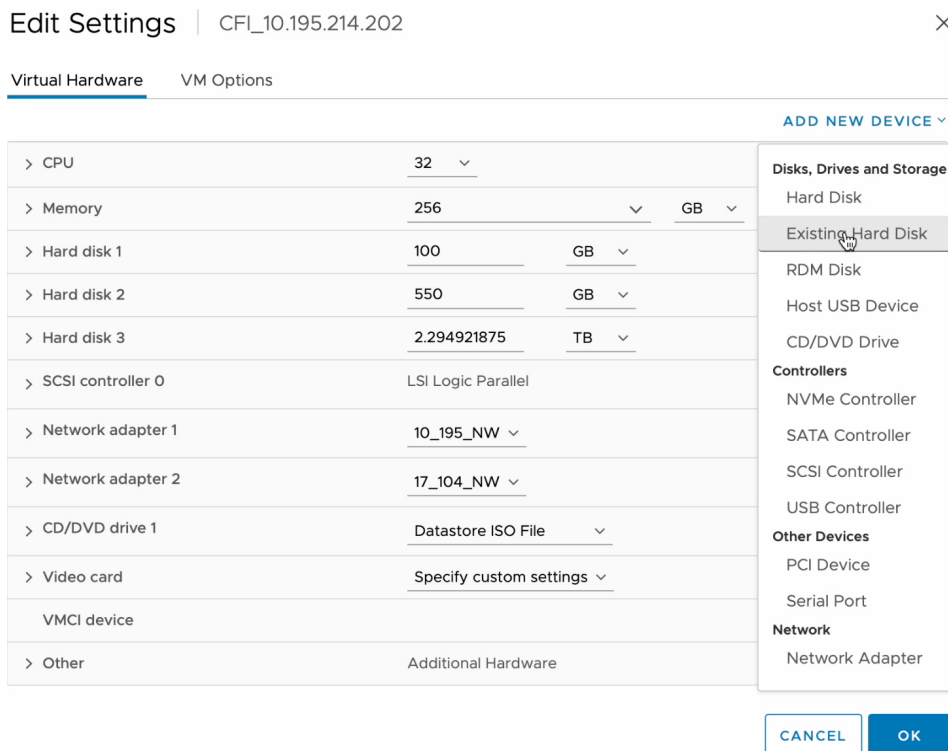 Edit Settings CFI_10.195.214.202
Virtual Hardware VM Options
ADD NEW DEVICE
CPU 32
Memory 256 GB
Hard disk 1 100 GB
Hard disk 2 550 GB
Hard disk 3 2.294921875 TB
SCSI controller 0 LSI Logic Parallel
Network adapter 1 10_195_NW
Network adapter 2 17_104_NW
CD/DVD drive 1 Datastore ISO File
Video card Specify custom settings
VMCI device
Other Additional Hardware
Disks, Drives and Storage
Hard Disk
Existing Hard Disk
RDM Disk
Host USB Device
CD/DVD Drive
Controllers
NVMe Controller
SATA Controller
SCSI Controller
USB Controller
Other Devices
PCI Device
Serial Port
Network
Network Adapter
CANCEL OK